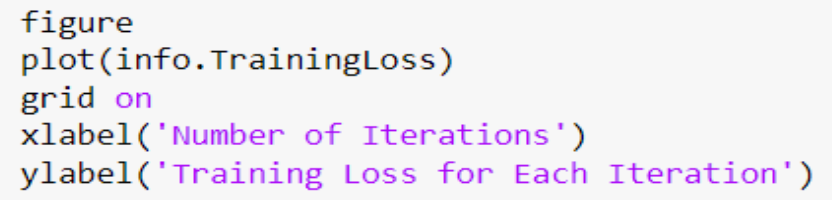 figure
plot(info.TrainingLoss)
grid on
xlabel('Number of Iterations')
ylabel('Training Loss for Each Iteration')